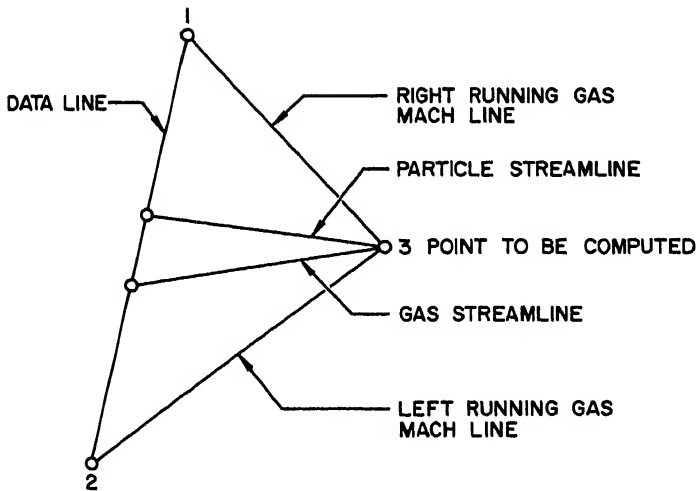 1
DATA LINE
RIGHT RUNNING GAS
MACH LINE
PARTICLE STREAMLINE
3 POINT TO BE COMPUTED
GAS STREAMLINE
LEFT RUNNING GAS
MACH LINE
2